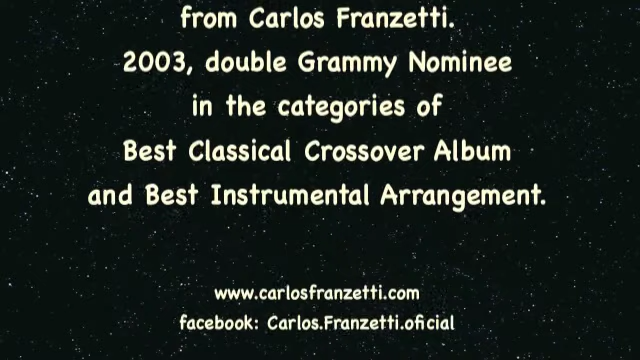 from Carlos Franzetti.
2003, double Grammy Nominee
in the categories of
Best Classical Crossover Album
and Best Instrumental Arrangement.
www.carlosfranzetti.com
facebook: Carlos.Franzetti.oficial